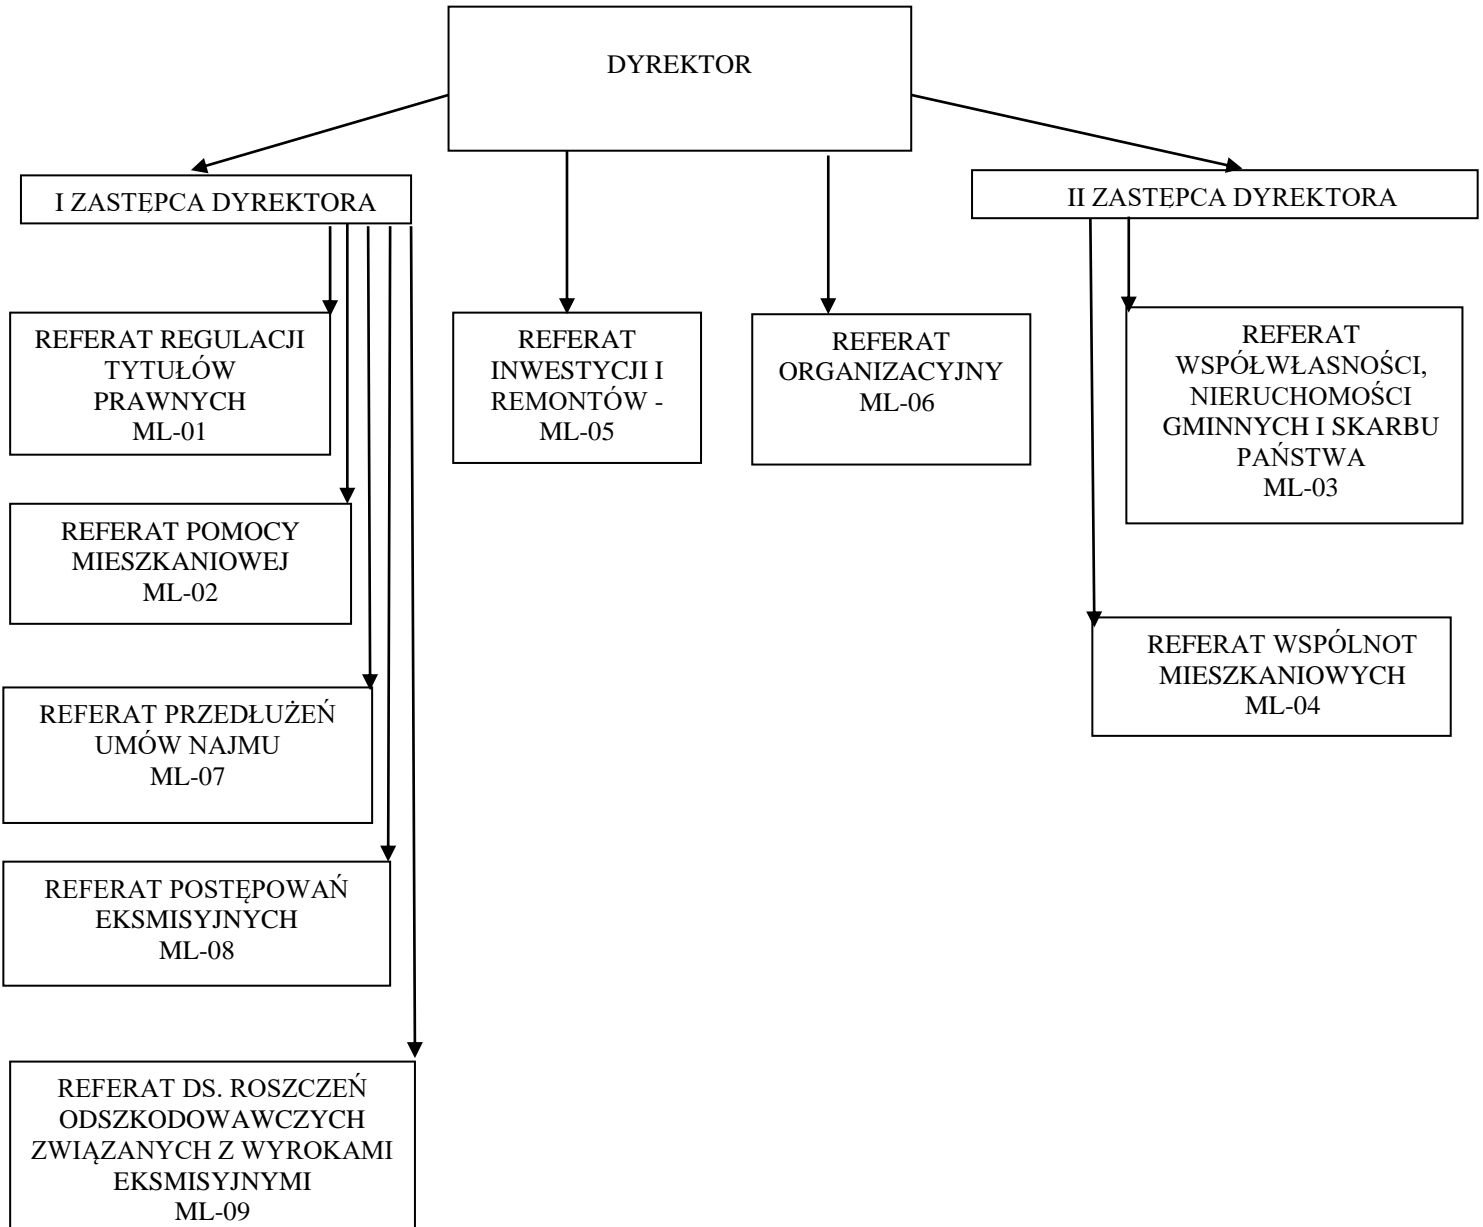 DYREKTOR
I ZASTĘPCA DYREKTORA
II ZASTĘPCA DYREKTORA
REFERAT REGULACJI
TYTUŁÓW
PRAWNYCH
ML-01
REFERAT
INWESTYCJI I
REMONTÓW -
ML-05
REFERAT
ORGANIZACYJNY
ML-06
REFERAT
WSPÓŁWŁASNOŚCI,
NIERUCHOMOŚCI
GMINNYCH I SKARBU
PAŃSTWA
ML-03
REFERAT POMOCY
MIESZKANIOWEJ
ML-02
REFERAT WSPÓLNOT
MIESZKANIOWYCH
ML-04
REFERAT PRZEDŁUŻEŃ
UMÓW NAJMU
ML-07
REFERAT POSTĘPOWAŃ
EKSMISYJNYCH
ML-08
REFERAT DS. ROSZCZEŃ
ODSZKODOWAWCZYCH
ZWIĄZANYCH Z WYROKAMI
EKSMISYJNYMI
ML-09